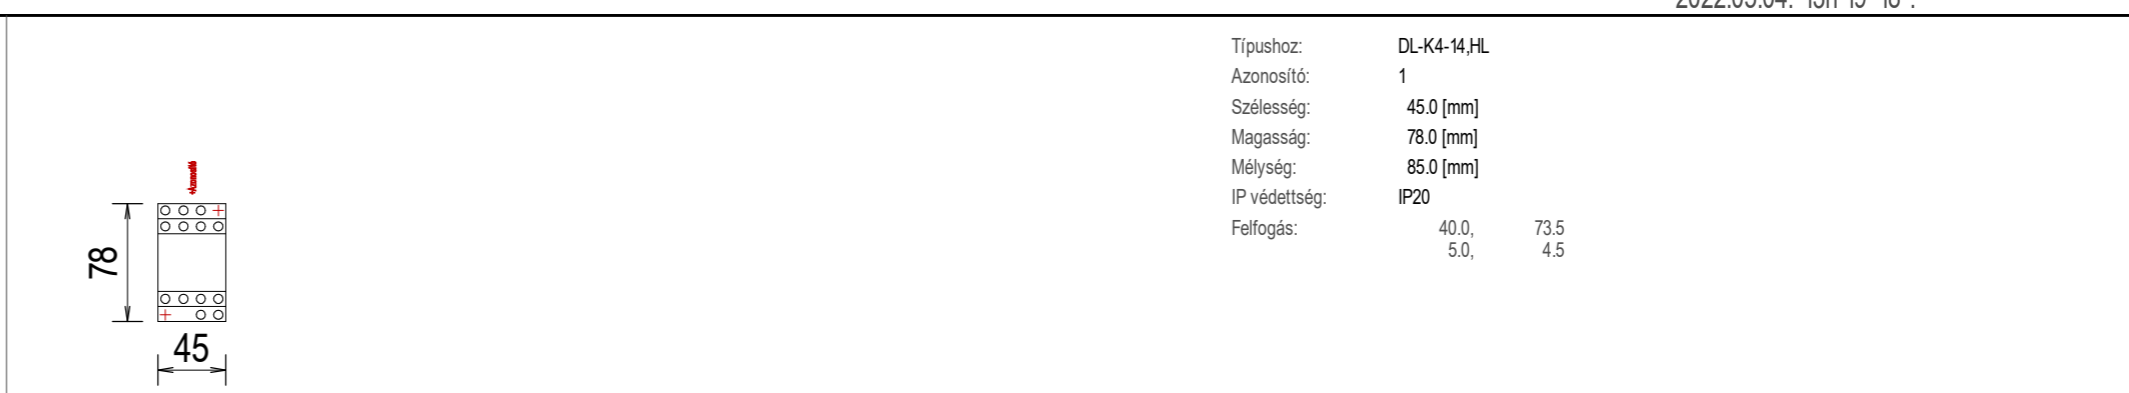 Típushoz: DL-K4-14,HL
Azonosító: 1
Szélesség: 45.0 [mm]
Magasság: 78.0 [mm]
Mélység: 85.0 [mm]
IP védettség: IP20
Felfogás: 40.0, 73.5
5.0, 4.5
+Azonosító
78
45